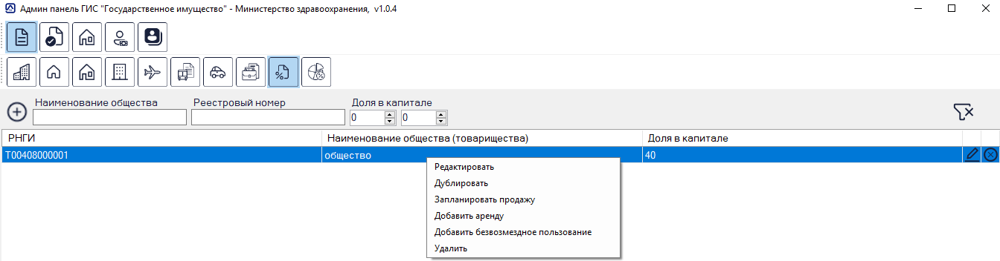 Админ панель ГИС "Государственное имущество" - Министерство здравоохранения, v1.0.4
Наименование общества Реестровый номер Доля в капитале
0 0
РНГИ Наименование общества (товарищества) Доля в капитале
Т00408000001 общество 40
Редактировать
Дублировать
Запланировать продажу
Добавить аренду
Добавить безвозмездное пользование
Удалить